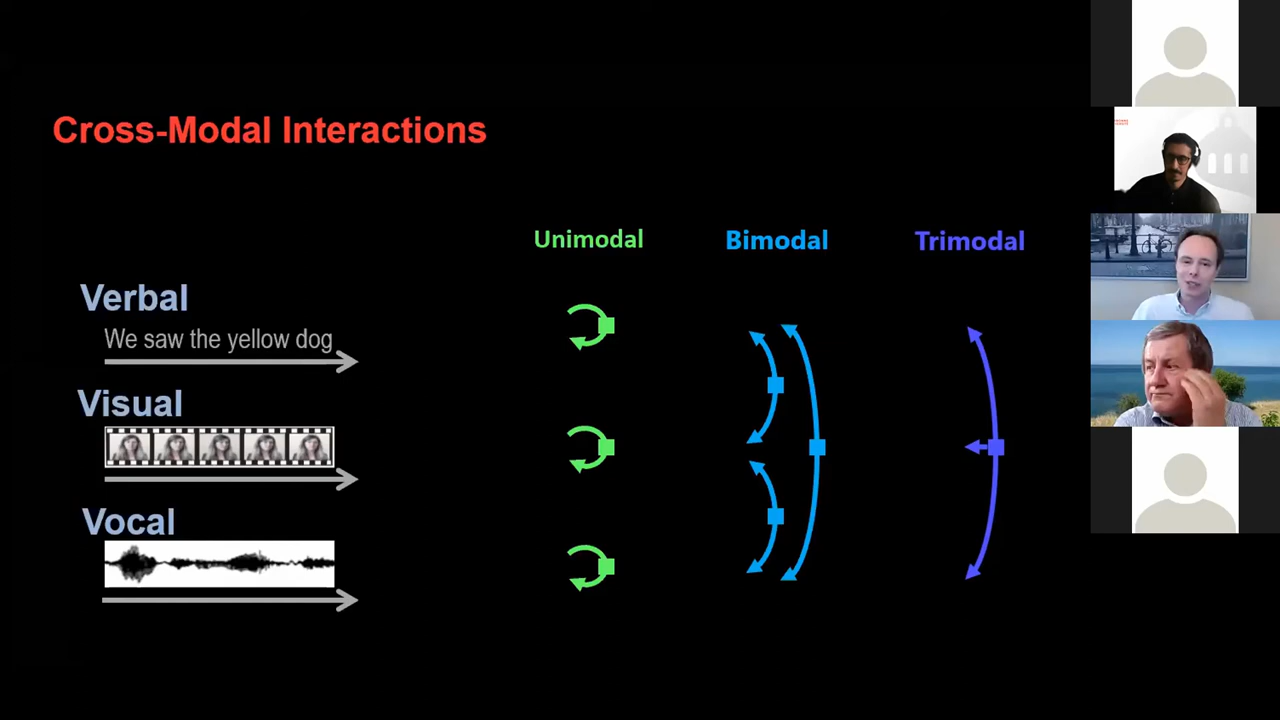 Cross-Modal Interactions
Unimodal
Bimodal
Trimodal
Verbal
We saw the yellow dog
Visual
Vocal